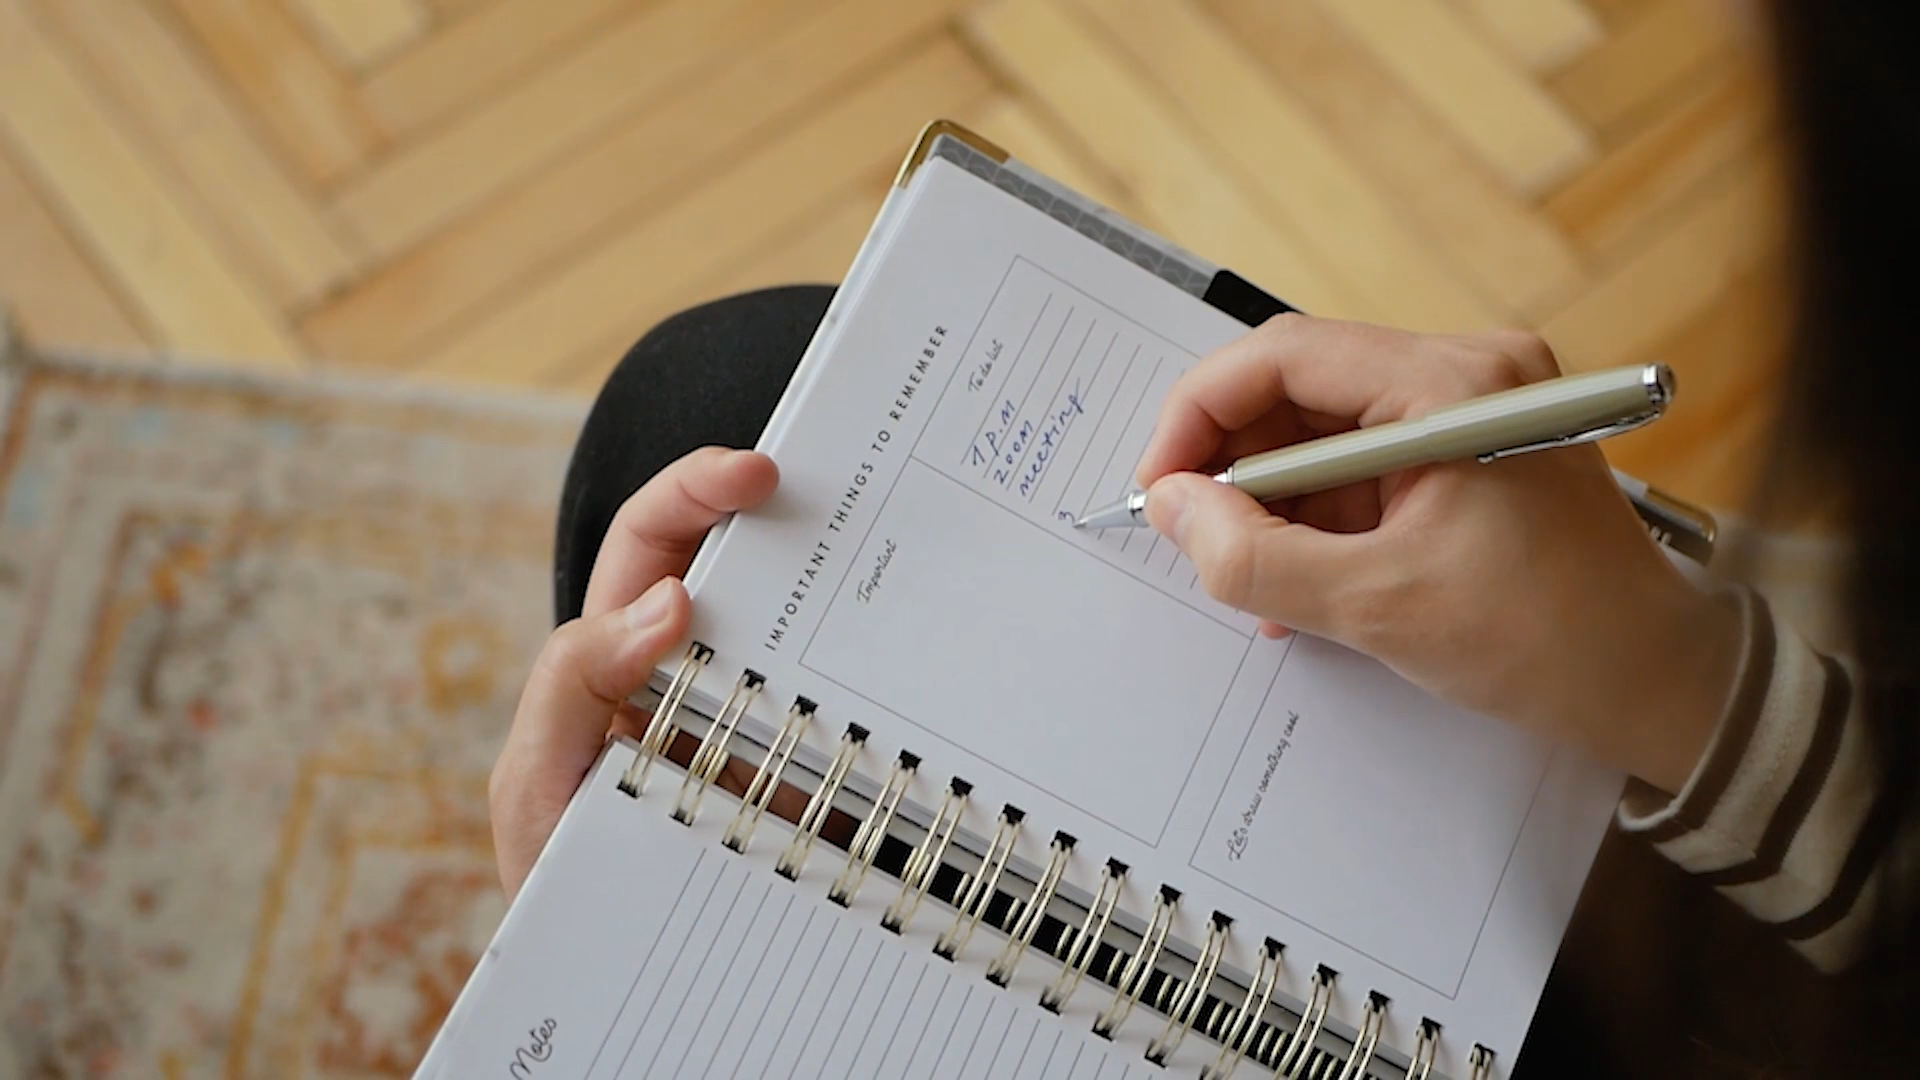 IMPORTANT THINGS TO REMEMBER
To do list
1 P.M
ZOOM
meeting
3
Important
Let's draw something cool
Notes